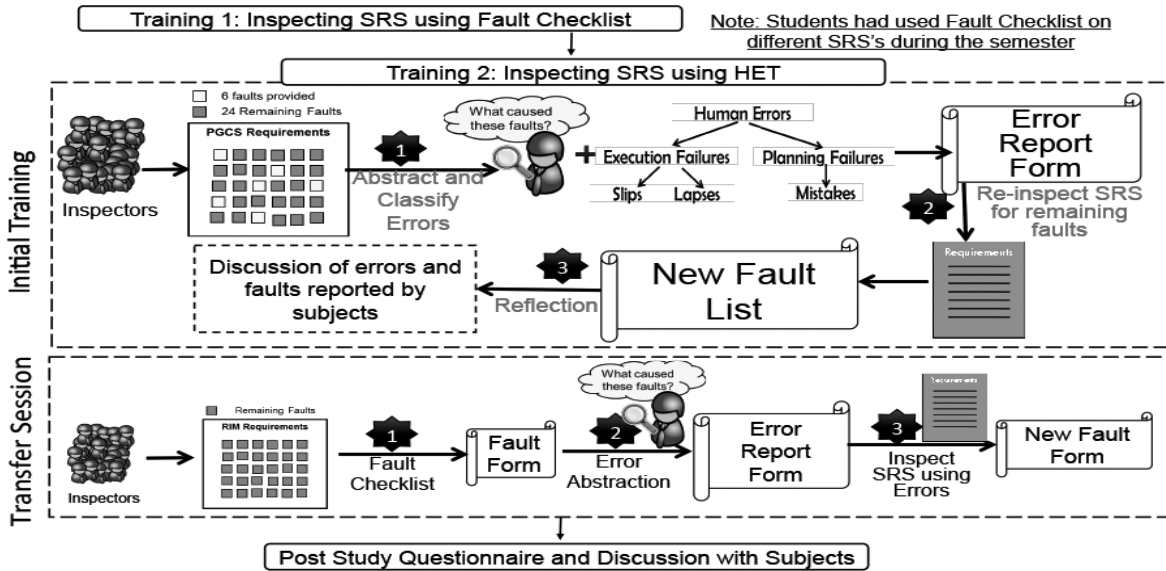 Training 1: Inspecting SRS using Fault Checklist
Note: Students had used Fault Checklist on
different SRS's during the semester
Training 2: Inspecting SRS using HET
Initial Training
6 faults provided
24 Remaining Faults
PGCS Requirements
Inspectors
1
Abstract and
Classify
Errors
What caused
these faults?
+
Human Errors
Execution Failures
Planning Failures
Slips
Lapses
Mistakes
Error
Report
Form
2
Re-inspect SRS
for remaining
faults
Requirements
New Fault
List
3
Reflection
Discussion of errors and
faults reported by
subjects
Transfer Session
Inspectors
Remaining Faults
RIM Requirements
1
Fault
Checklist
Fault
Form
What caused
these faults?
2
Error
Abstraction
Error
Report
Form
Requirements
3
Inspect
SRS using
Errors
New Fault
Form
Post Study Questionnaire and Discussion with Subjects